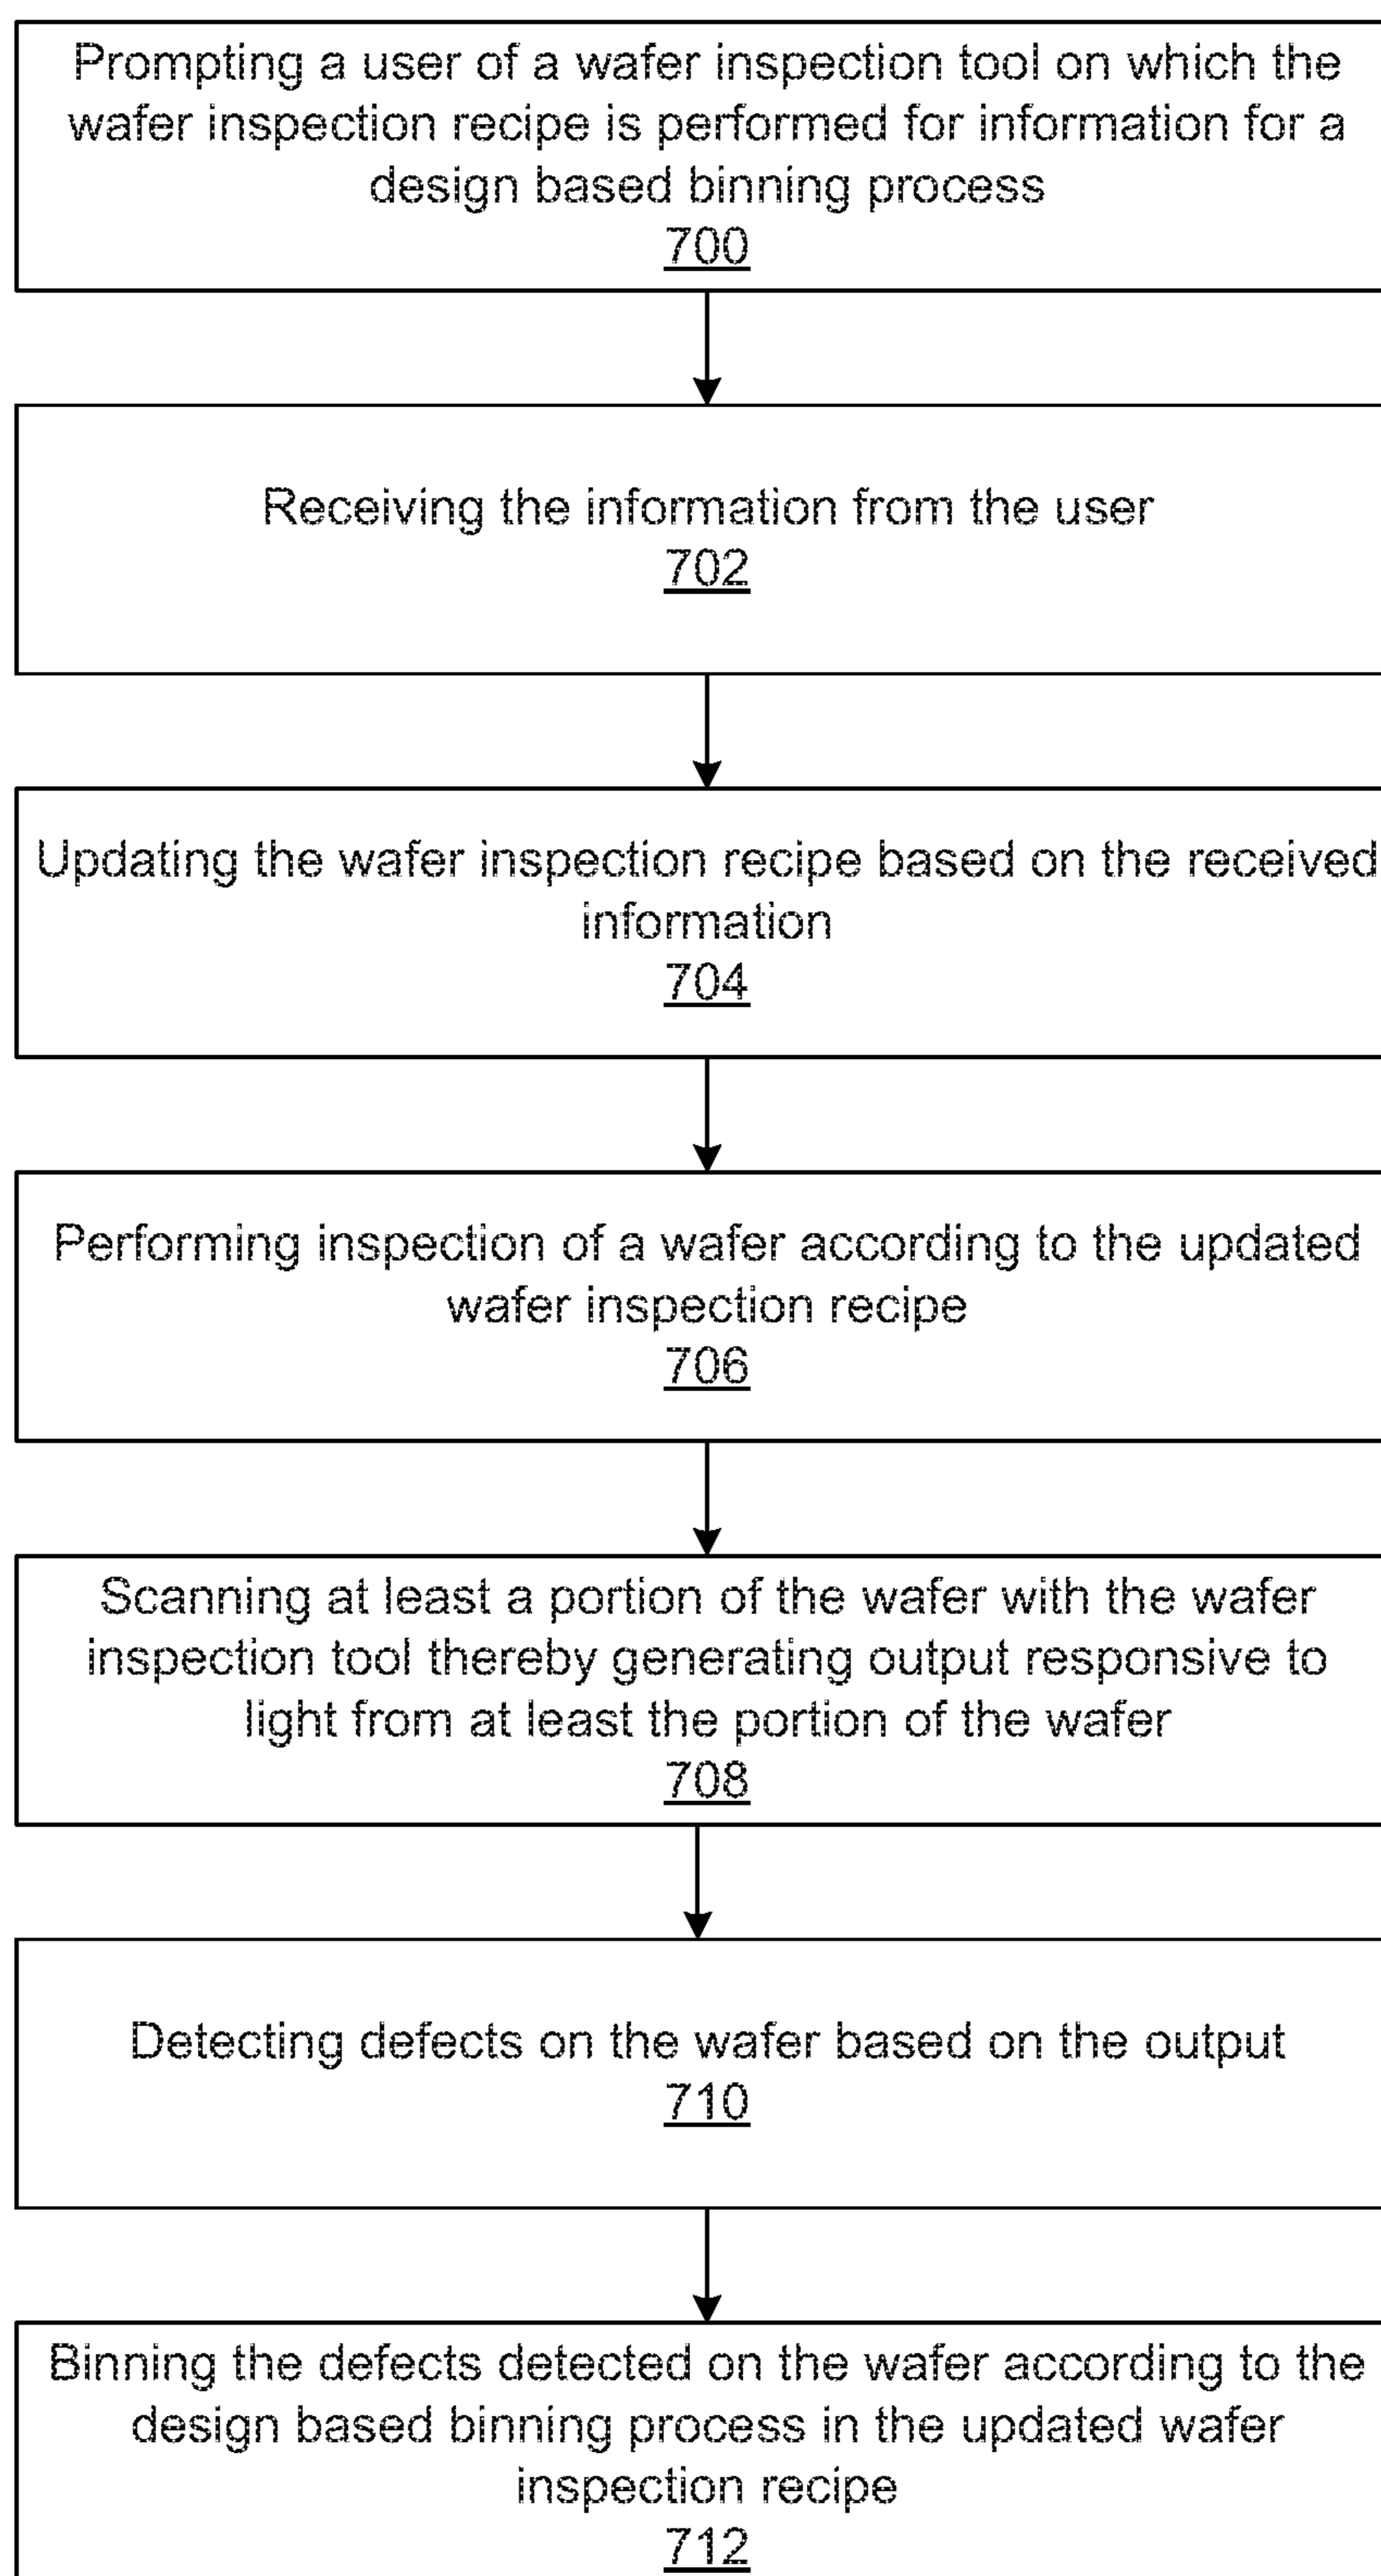 Prompting a user of a wafer inspection tool on which the
wafer inspection recipe is performed for information for a
design based binning process
700
Receiving the information from the user
702
Updating the wafer inspection recipe based on the received
information
704
Performing inspection of a wafer according to the updated
wafer inspection recipe
706
Scanning at least a portion of the wafer with the wafer
inspection tool thereby generating output responsive to
light from at least the portion of the wafer
708
Detecting defects on the wafer based on the output
710
Binning the defects detected on the wafer according to the
design based binning process in the updated wafer
inspection recipe
712